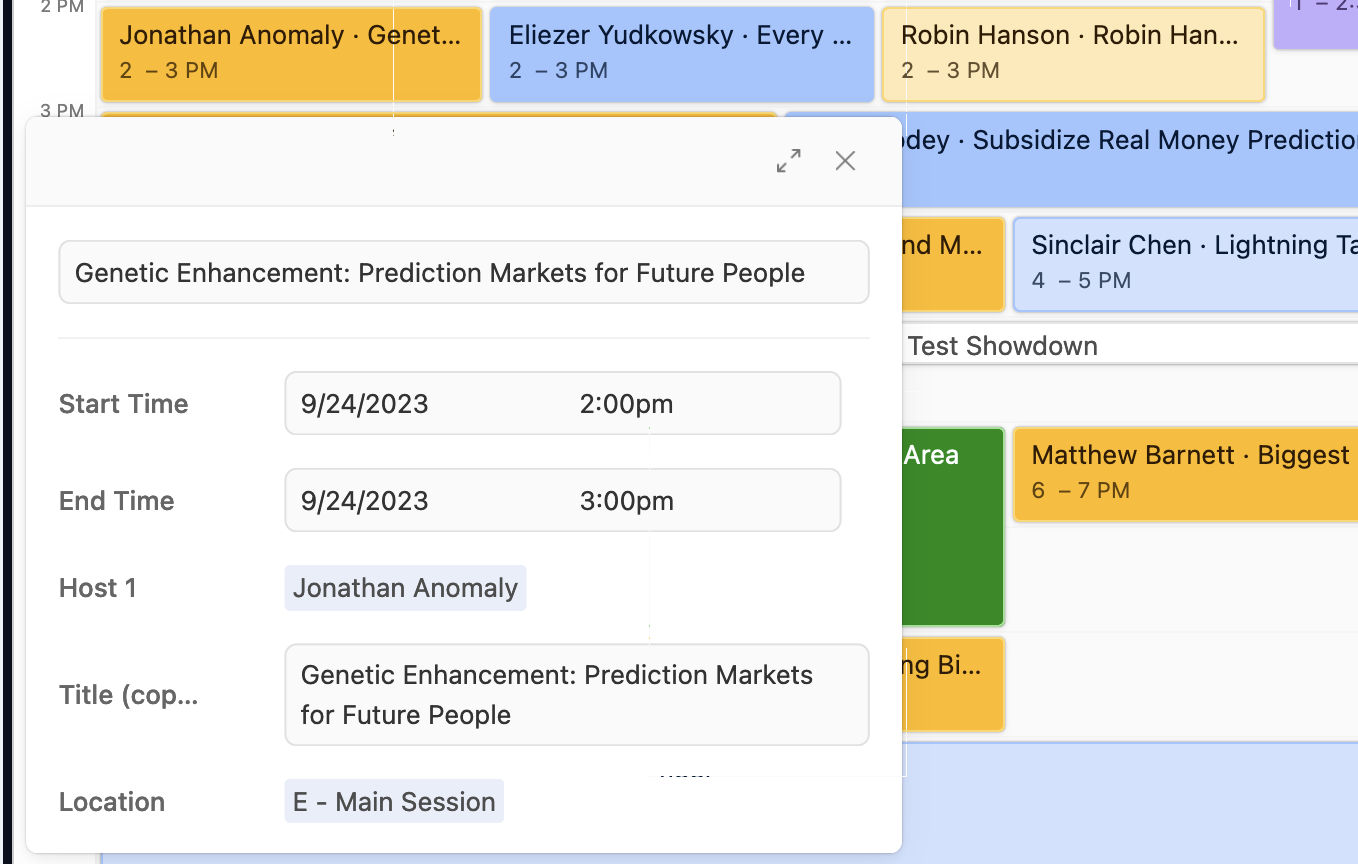 2 PM
Jonathan Anomaly · Genet...
2 – 3 PM
Eliezer Yudkowsky · Every ...
2 – 3 PM
Robin Hanson · Robin Han...
2 – 3 PM
3 PM
odey · Subsidize Real Money Predictio
nd M...
Sinclair Chen · Lightning Ta
4 – 5 PM
Test Showdown
Area
Matthew Barnett · Biggest
6 – 7 PM
ng Bi...
Genetic Enhancement: Prediction Markets for Future People
Start Time
9/24/2023 2:00pm
End Time
9/24/2023 3:00pm
Host 1
Jonathan Anomaly
Title (cop...
Genetic Enhancement: Prediction Markets
for Future People
Location
E - Main Session